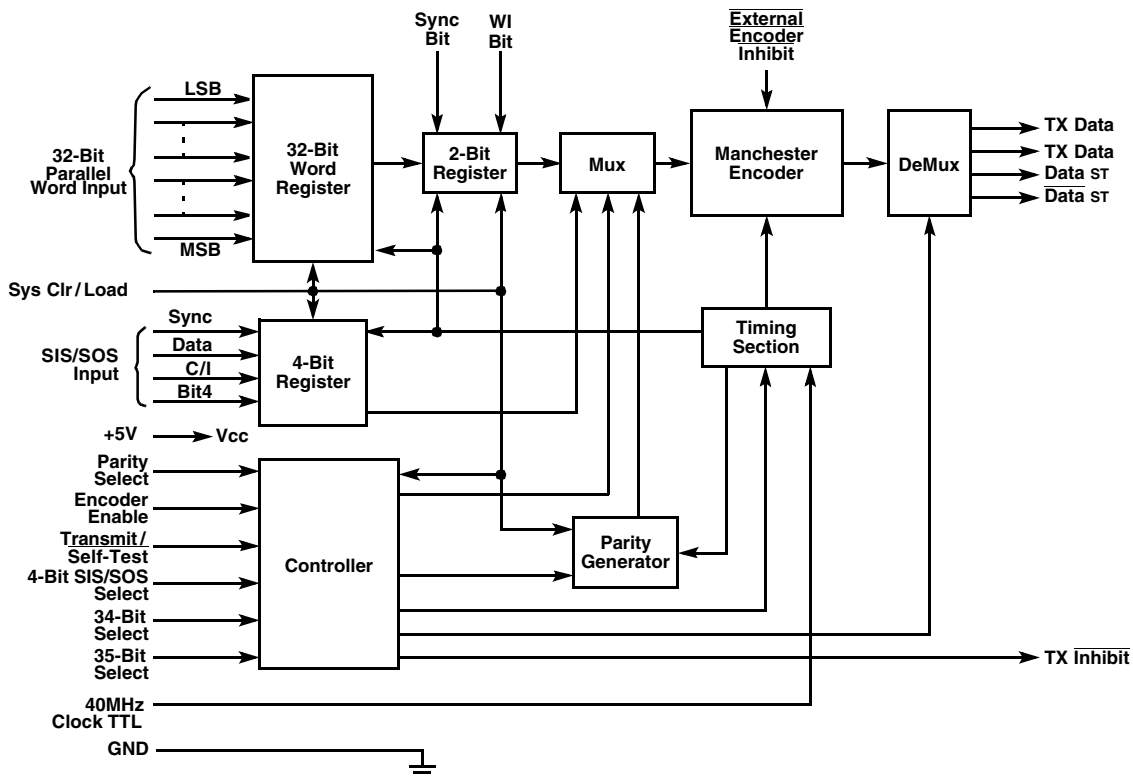 Sync
Bit
WI
Bit
External
Encoder
Inhibit
LSB
32-Bit
Parallel
Word Input
MSB
32-Bit
Word
Register
2-Bit
Register
Mux
Manchester
Encoder
DeMux
TX Data
TX Data
Data ST
Data ST
Sys Clr/Load
SIS/SOS
Input
Sync
Data
C/I
Bit4
4-Bit
Register
Timing
Section
+5V
Vcc
Parity
Select
Encoder
Enable
Transmit/
Self-Test
4-Bit SIS/SOS
Select
34-Bit
Select
35-Bit
Select
Controller
Parity
Generator
TX Inhibit
40MHz
Clock TTL
GND